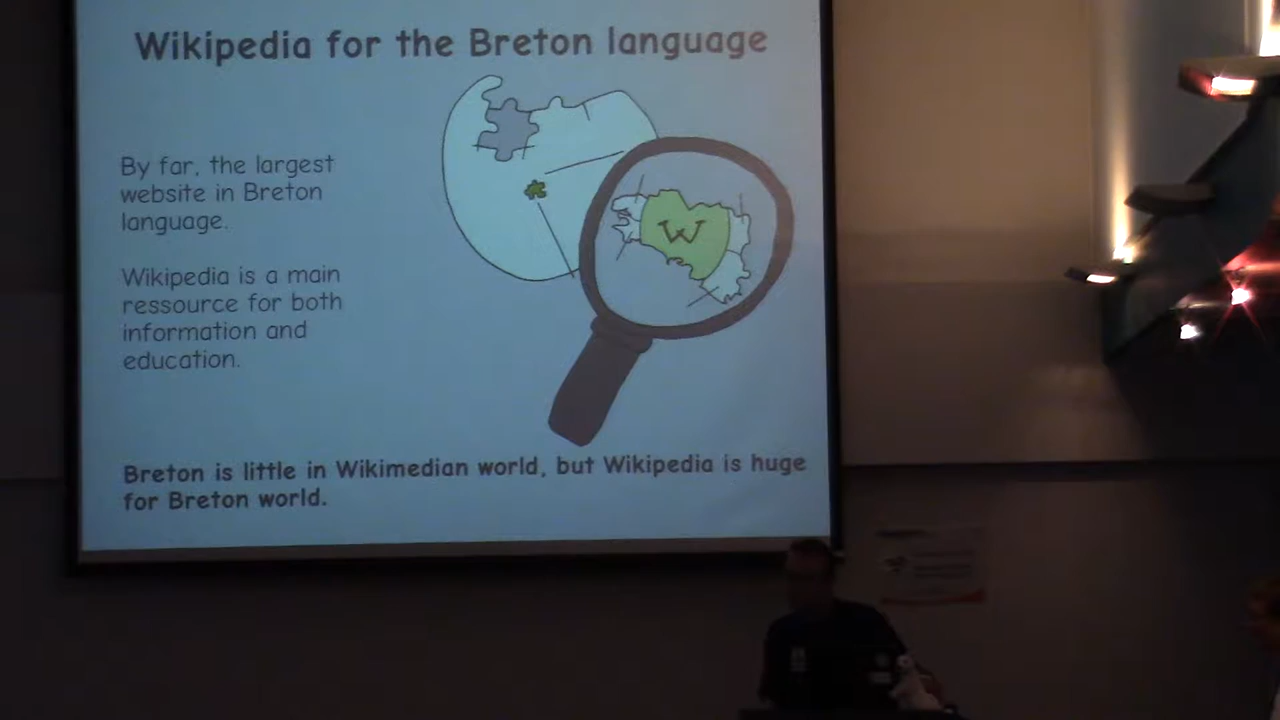 Wikipedia for the Breton language
By far, the largest
website in Breton
language.
Wikipedia is a main
ressource for both
information and
education.
W
Breton is little in Wikimedian world, but Wikipedia is huge
for Breton world.